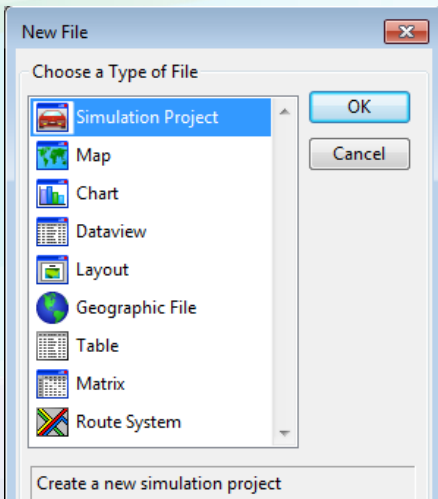 New File
Choose a Type of File
Simulation Project
OK
Map
Cancel
Chart
Dataview
Layout
Geographic File
Table
Matrix
Route System
Create a new simulation project